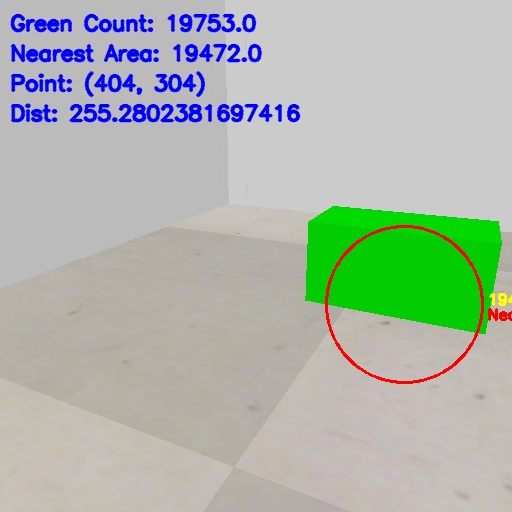 Green Count: 19753.0
Nearest Area: 19472.0
Point: (404, 304)
Dist: 255.2802381697416